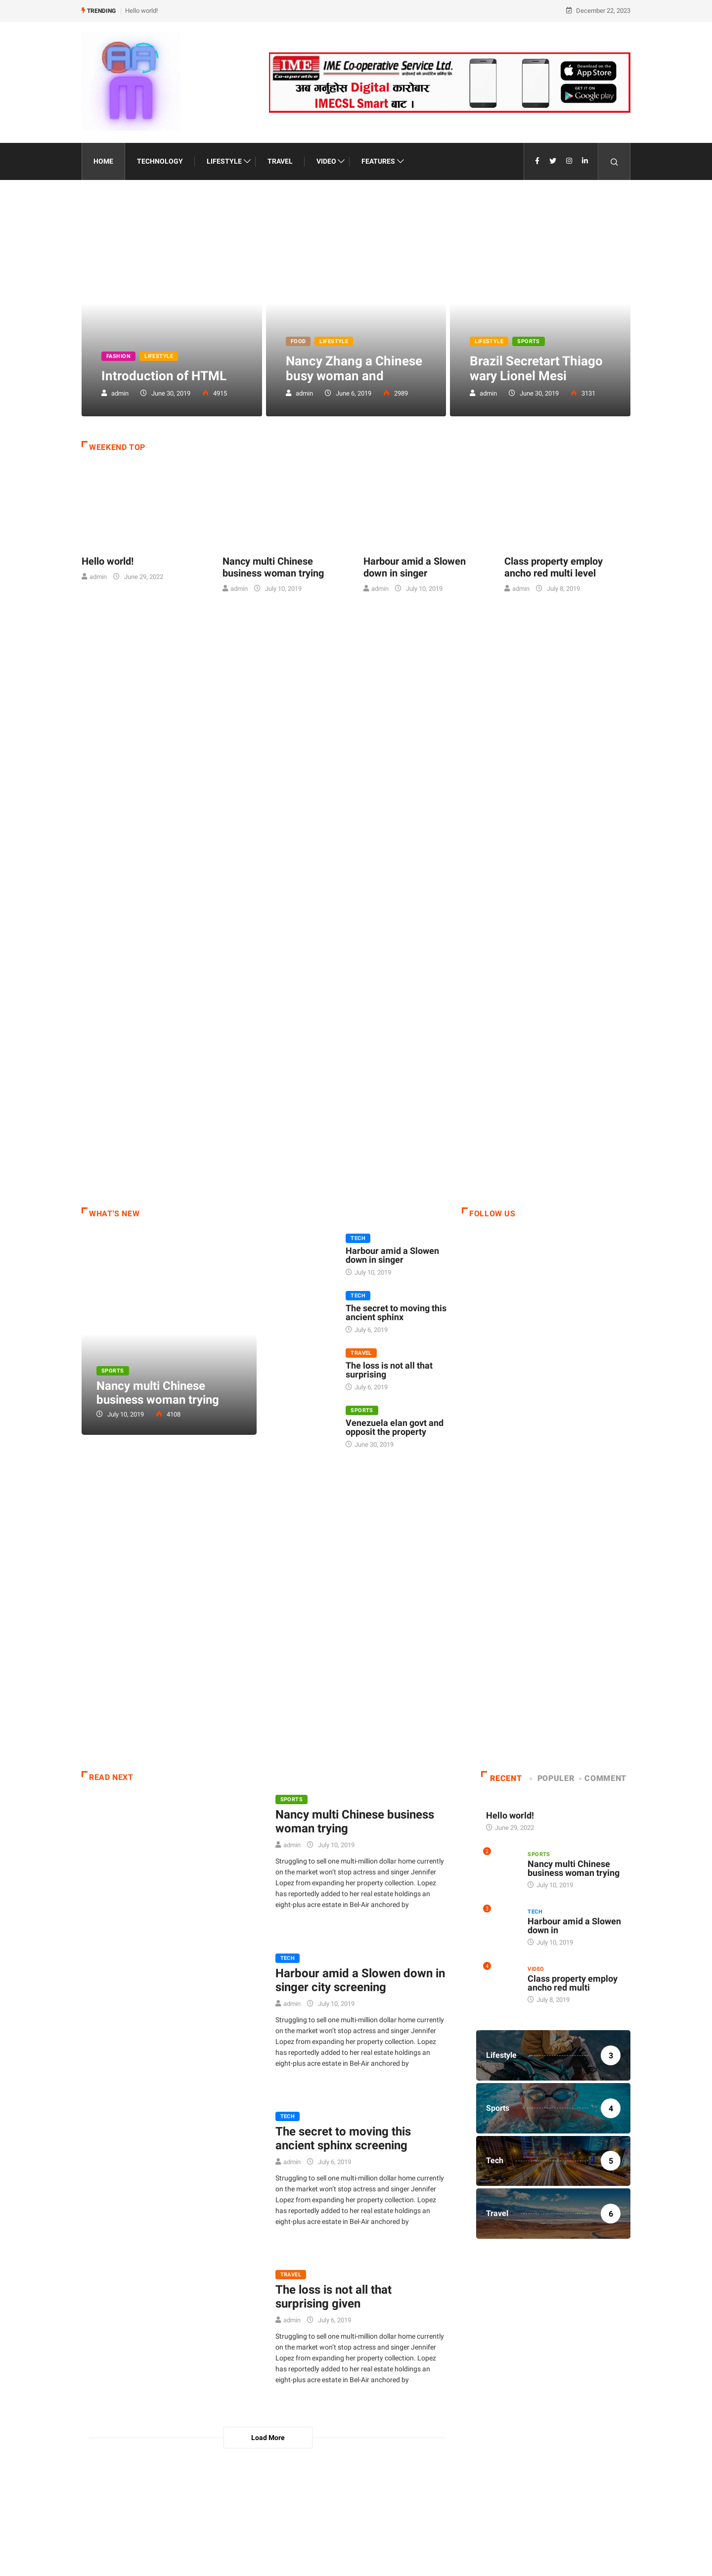 TRENDING Hello world! December 22, 2023
AA
M
IME IME Co-operative Service Ltd.
Co-operative
अब गर्नुहोस् Digital कारोबार
IMECSL Smart बाट ।
Download on the
App Store
GET IT ON
Google play
HOME TECHNOLOGY LIFESTYLE TRAVEL VIDEO FEATURES
FASHION LIFESTYLE
Introduction of HTML
admin June 30, 2019 4915
FOOD LIFESTYLE
Nancy Zhang a Chinese
busy woman and
admin June 6, 2019 2989
LIFESTYLE SPORTS
Brazil Secretart Thiago
wary Lionel Mesi
admin June 30, 2019 3131
WEEKEND TOP
Hello world!
admin June 29, 2022
Nancy multi Chinese
business woman trying
admin July 10, 2019
Harbour amid a Slowen
down in singer
admin July 10, 2019
Class property employ
ancho red multi level
admin July 8, 2019
WHAT'S NEW
SPORTS
Nancy multi Chinese
business woman trying
July 10, 2019 4108
TECH
Harbour amid a Slowen
down in singer
July 10, 2019
TECH
The secret to moving this
ancient sphinx
July 6, 2019
TRAVEL
The loss is not all that
surprising
July 6, 2019
SPORTS
Venezuela elan govt and
opposit the property
June 30, 2019
FOLLOW US
READ NEXT
SPORTS
Nancy multi Chinese business
woman trying
admin July 10, 2019
Struggling to sell one multi-million dollar home currently
on the market won't stop actress and singer Jennifer
Lopez from expanding her property collection. Lopez
has reportedly added to her real estate holdings an
eight-plus acre estate in Bel-Air anchored by
TECH
Harbour amid a Slowen down in
singer city screening
admin July 10, 2019
Struggling to sell one multi-million dollar home currently
on the market won't stop actress and singer Jennifer
Lopez from expanding her property collection. Lopez
has reportedly added to her real estate holdings an
eight-plus acre estate in Bel-Air anchored by
TECH
The secret to moving this
ancient sphinx screening
admin July 6, 2019
Struggling to sell one multi-million dollar home currently
on the market won't stop actress and singer Jennifer
Lopez from expanding her property collection. Lopez
has reportedly added to her real estate holdings an
eight-plus acre estate in Bel-Air anchored by
TRAVEL
The loss is not all that
surprising given
admin July 6, 2019
Struggling to sell one multi-million dollar home currently
on the market won't stop actress and singer Jennifer
Lopez from expanding her property collection. Lopez
has reportedly added to her real estate holdings an
eight-plus acre estate in Bel-Air anchored by
Load More
RECENT POPULER COMMENT
Hello world!
June 29, 2022
2
SPORTS
Nancy multi Chinese
business woman trying
July 10, 2019
3
TECH
Harbour amid a Slowen
down in
July 10, 2019
4
VIDEO
Class property employ
ancho red multi
July 8, 2019
Lifestyle 3
Sports 4
Tech 5
Travel 6